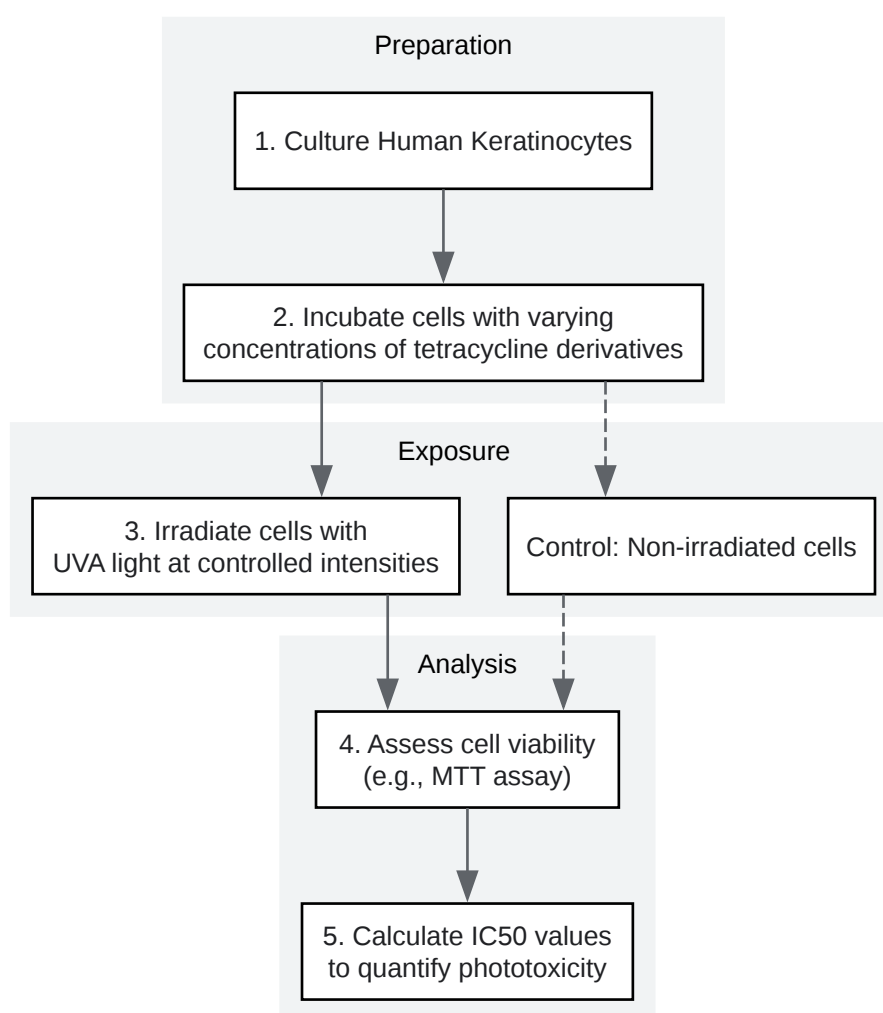 Preparation
1. Culture Human Keratinocytes
2. Incubate cells with varying
concentrations of tetracycline derivatives
Exposure
3. Irradiate cells with
UVA light at controlled intensities
Control: Non-irradiated cells
Analysis
4. Assess cell viability
(e.g., MTT assay)
5. Calculate IC50 values
to quantify phototoxicity